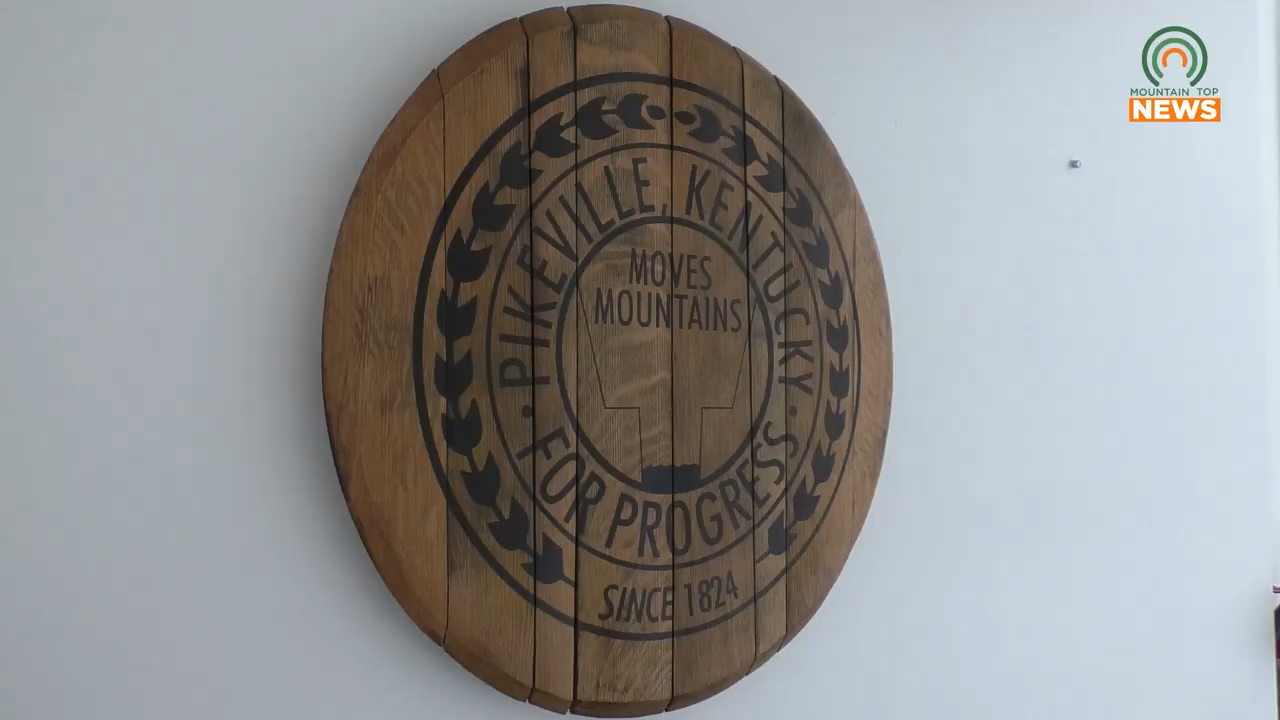 MOUNTAIN TOP
NEWS
PIKEVILLE, KENTUCKY
MOVES
MOUNTAINS
· FOR PROGRESS ·
SINCE 1824